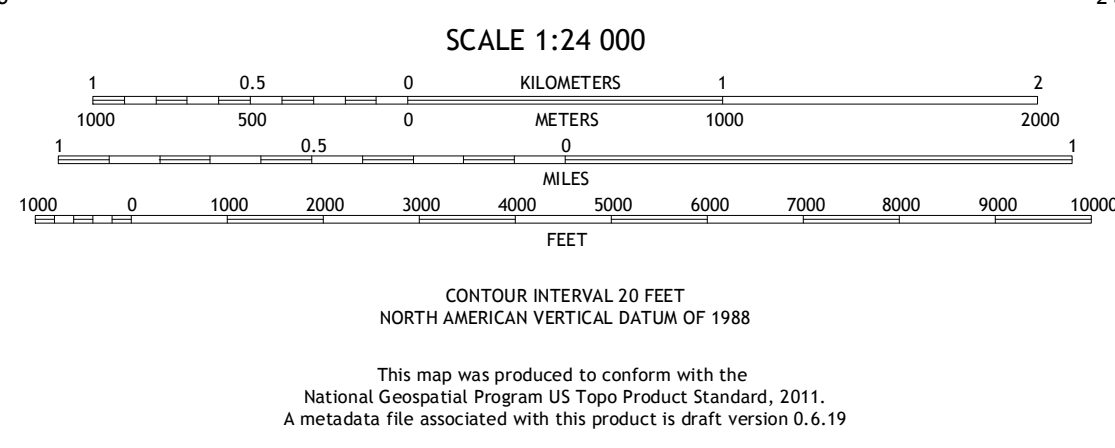 SCALE 1:24 000
1 0.5 0 KILOMETERS 1 2
1000 500 0 METERS 1000 2000
1 0.5 0 1
MILES
1000 0 1000 2000 3000 4000 5000 6000 7000 8000 9000 10000
FEET
CONTOUR INTERVAL 20 FEET
NORTH AMERICAN VERTICAL DATUM OF 1988
This map was produced to conform with the
National Geospatial Program US Topo Product Standard, 2011.
A metadata file associated with this product is draft version 0.6.19